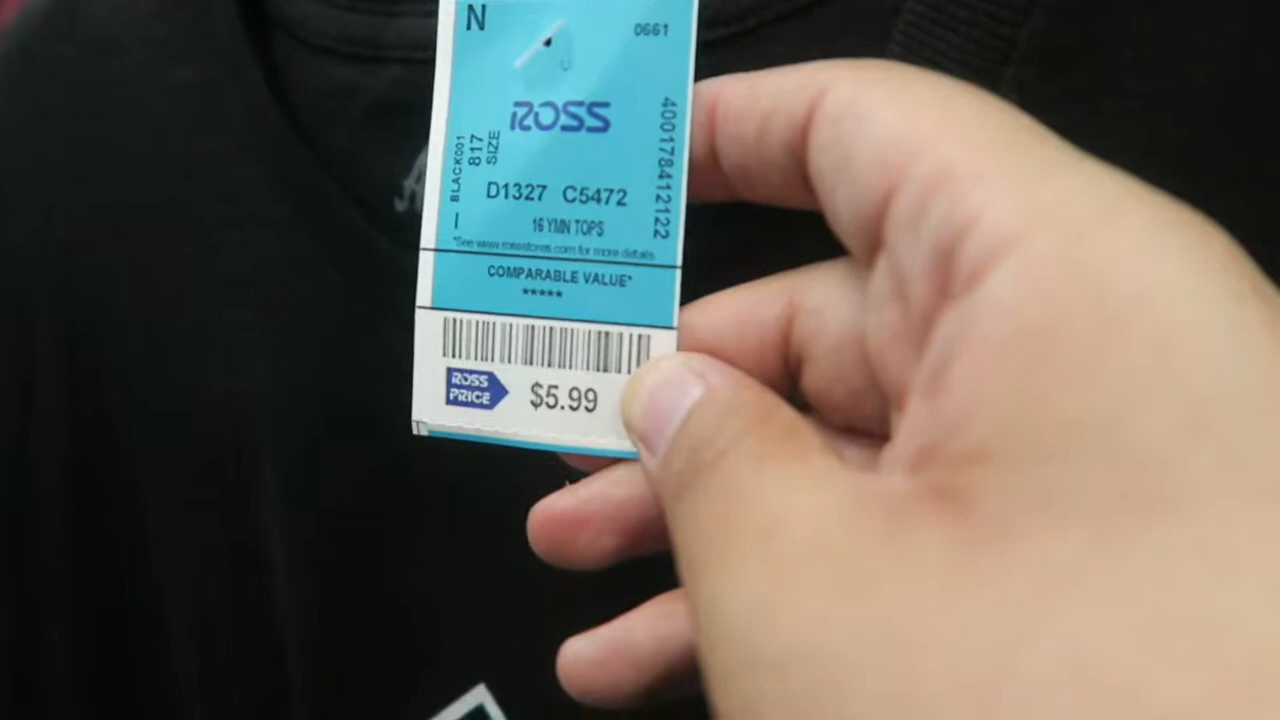 N
0661
ROSS
400178412122
BLACK001
817
SIZE
D1327 C5472
16 YMN TOPS
*See www.rossstores.com for more details
COMPARABLE VALUE*
*****
ROSS
PRICE
$5.99